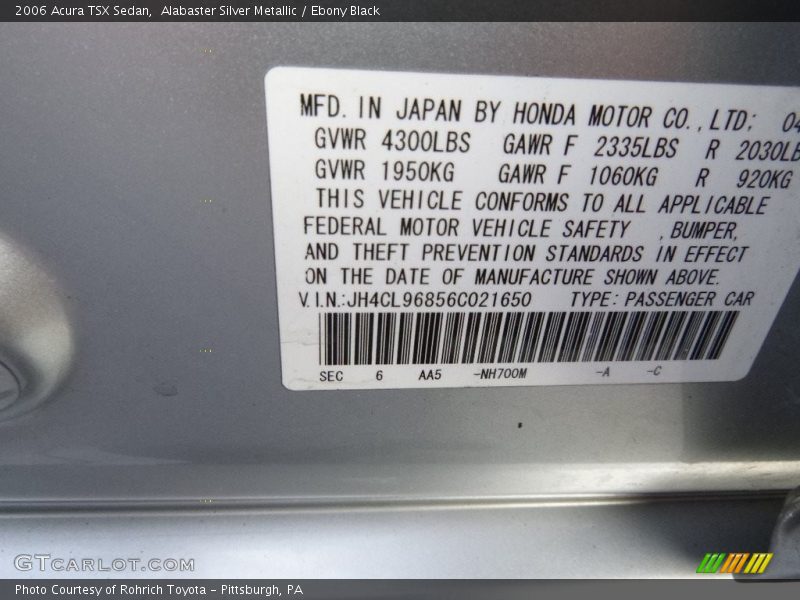 2006 Acura TSX Sedan,  Alabaster Silver Metallic / Ebony Black
MFD. IN JAPAN BY HONDA MOTOR CO.,LTD; 04
GVWR 4300LBS GAWR F 2335LBS R 2030LB
GVWR 1950KG GAWR F 1060KG R 920KG
THIS VEHICLE CONFORMS TO ALL APPLICABLE
FEDERAL MOTOR VEHICLE SAFETY , BUMPER,
AND THEFT PREVENTION STANDARDS IN EFFECT
ON THE DATE OF MANUFACTURE SHOWN ABOVE.
V.I.N.:JH4CL96856C021650 TYPE: PASSENGER CAR
SEC 6 AA5 -NH700M -A -C
GTCARLOT.COM
Photo Courtesy of Rohrich Toyota - Pittsburgh, PA